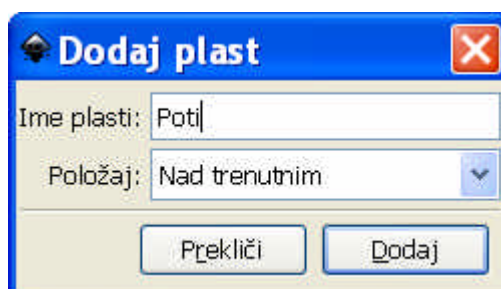 Dodaj plast
Ime plasti: Poti
Položaj: Nad trenutnim
Prekliči Dodaj